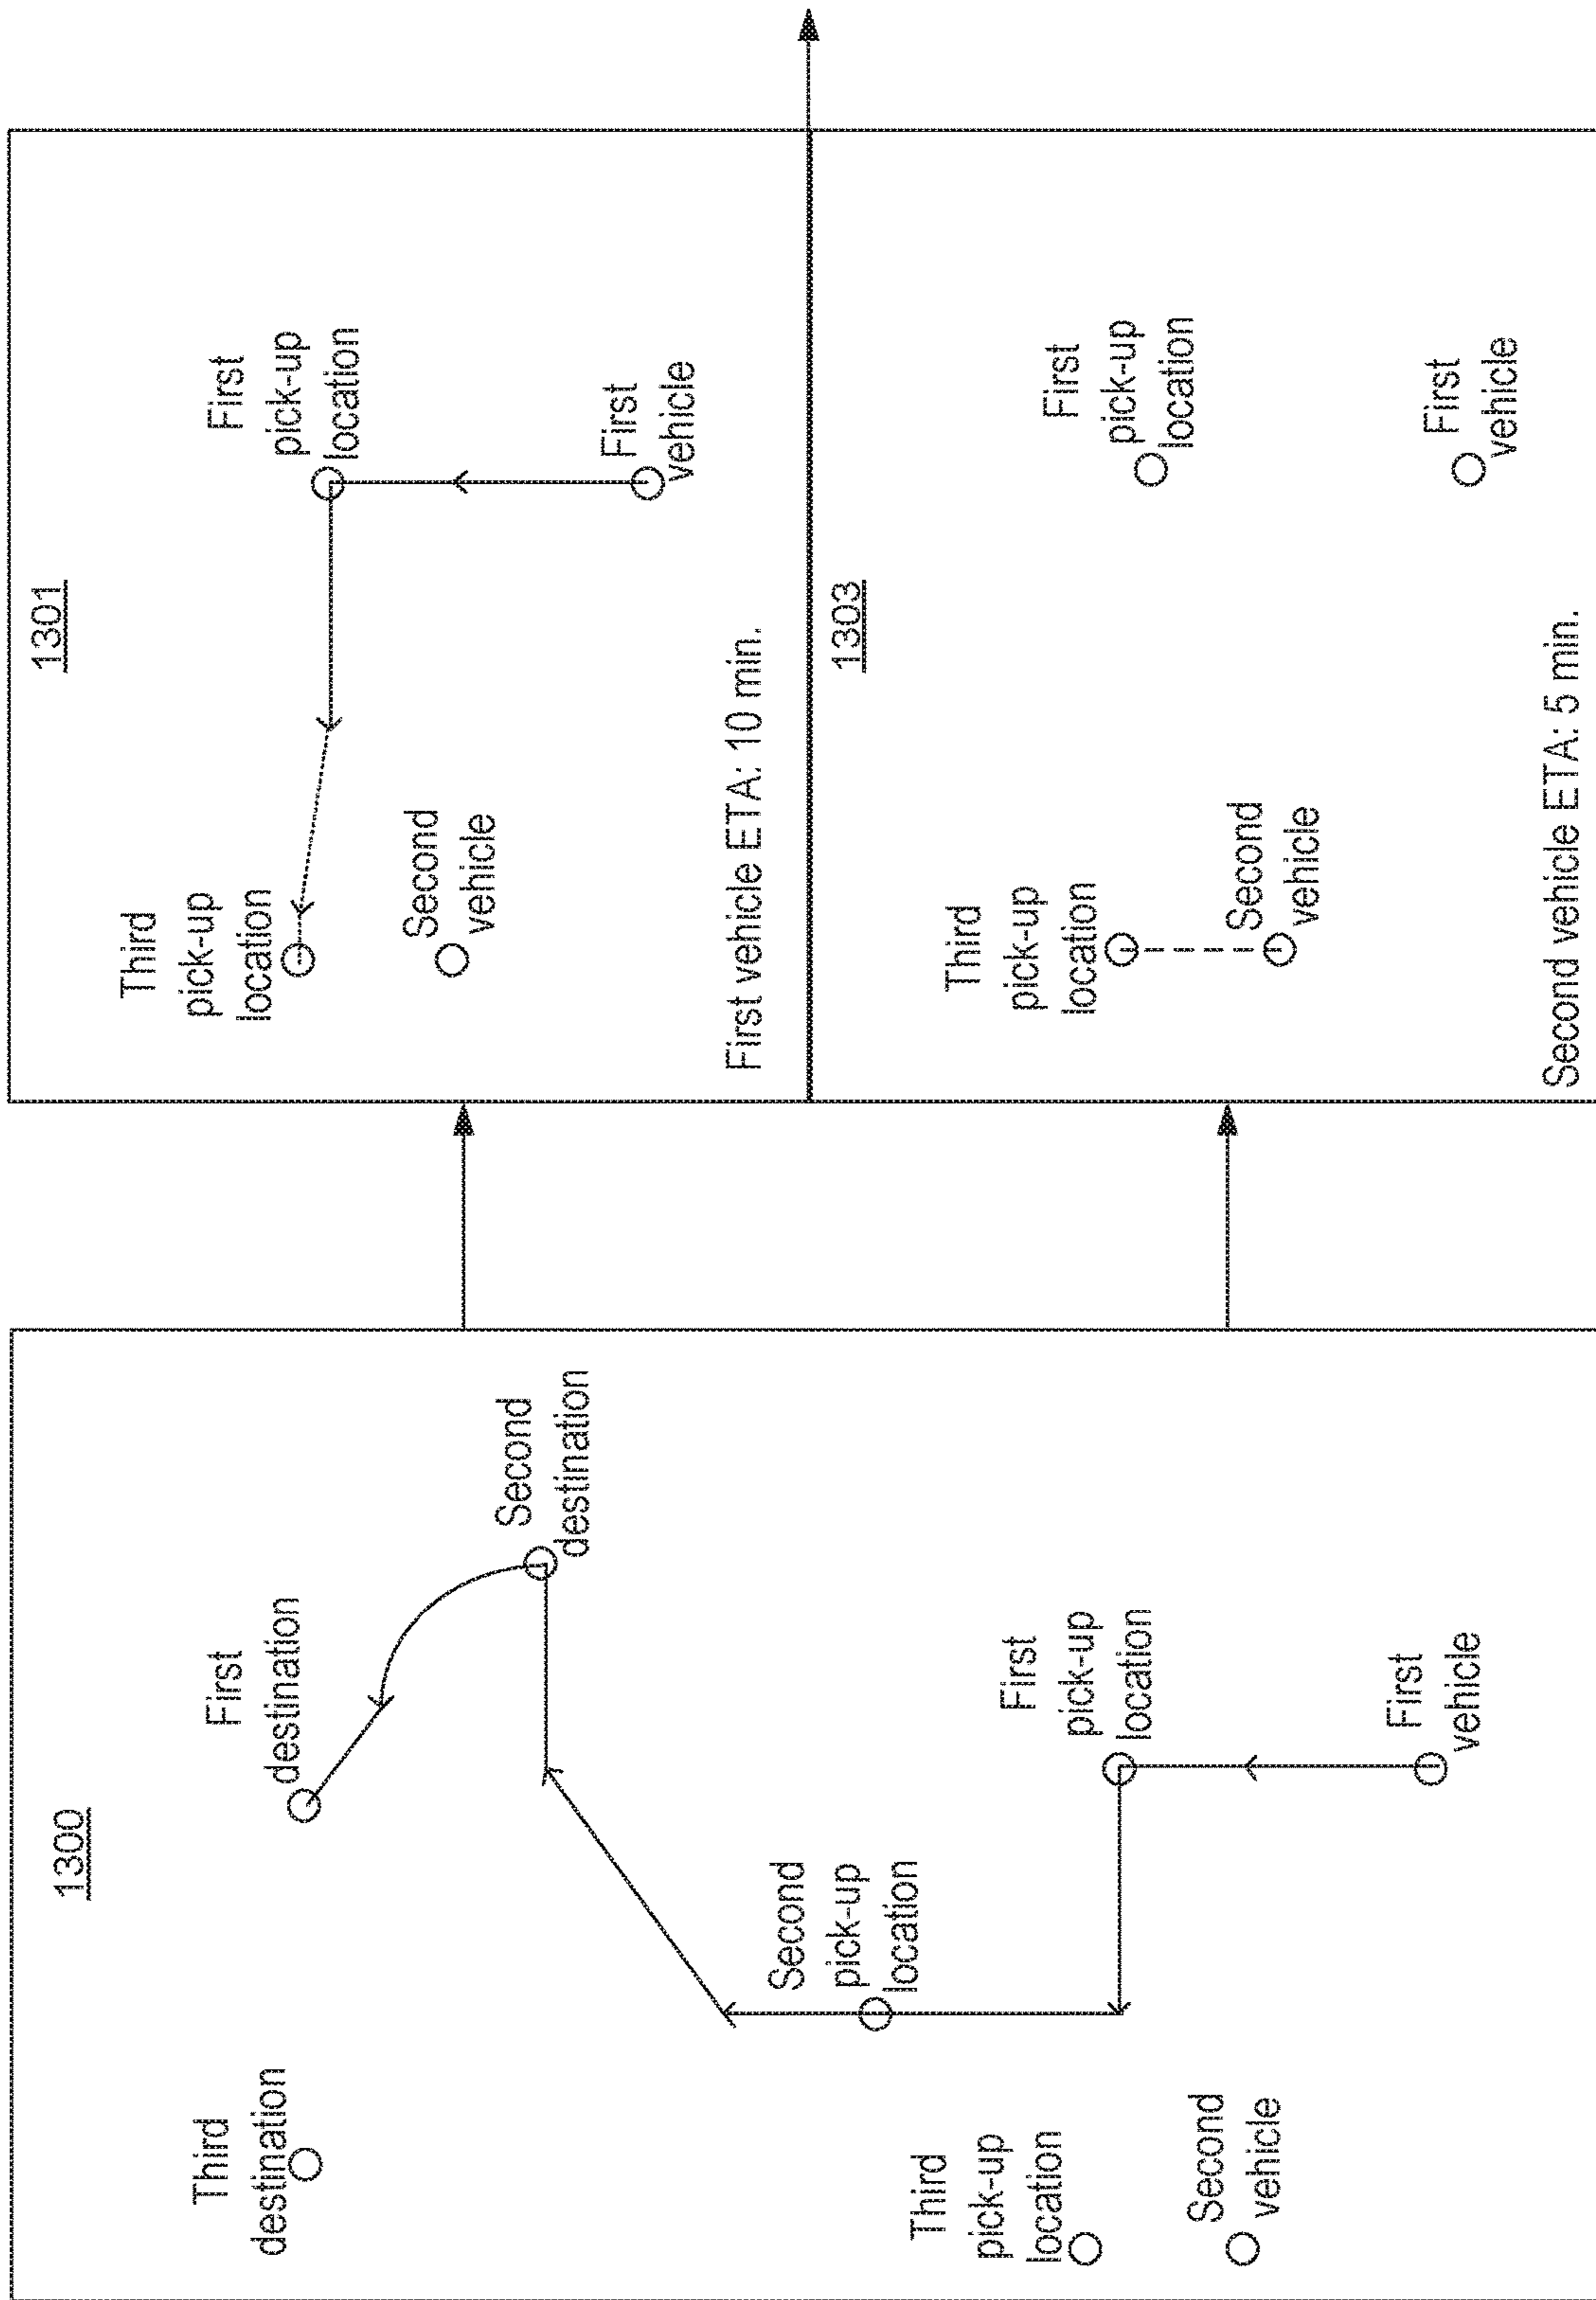 1300
Third
destination
First
destination
Second
destination
Second
pick-up
location
Third
pick-up
location
First
pick-up
location
Second
vehicle
First
vehicle
1301
Third
pick-up
location
First
pick-up
location
Second
vehicle
First
vehicle
First vehicle ETA: 10 min.
1303
Third
pick-up
location
First
pick-up
location
Second
vehicle
First
vehicle
Second vehicle ETA: 5 min.